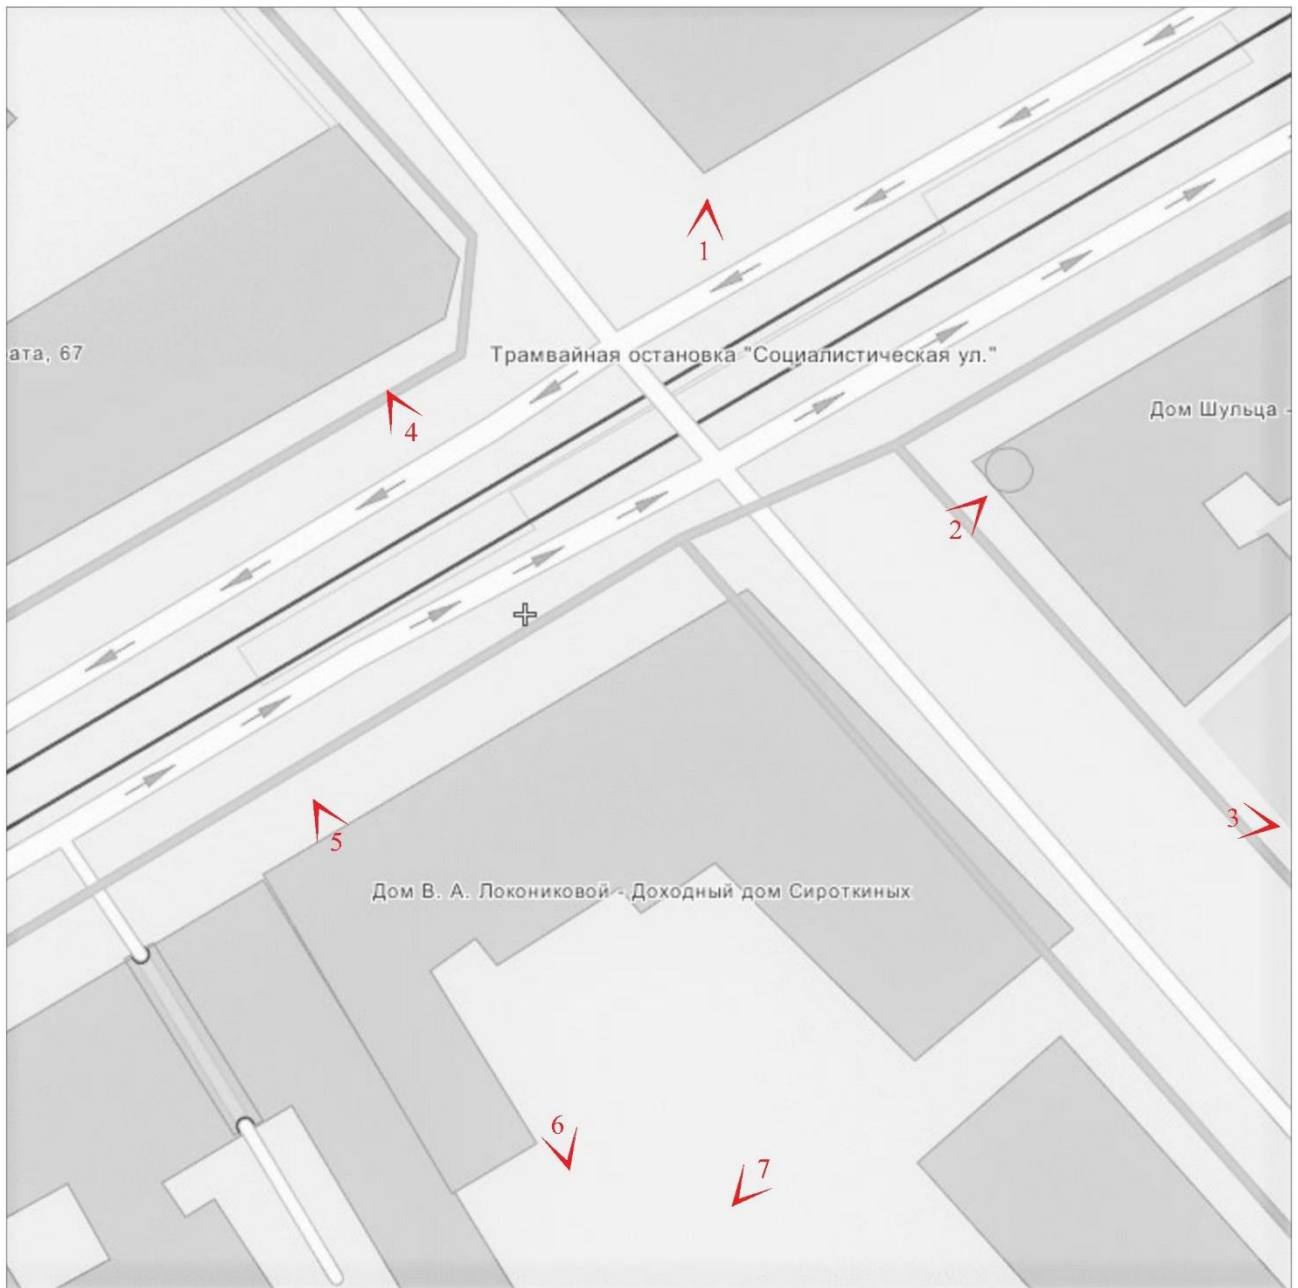 1
ата, 67
Трамвайная остановка "Социалистическая ул."
Дом Шульца -
4
2
3
5
Дом В. А. Локониковой - Доходный дом Сироткиных
6
7